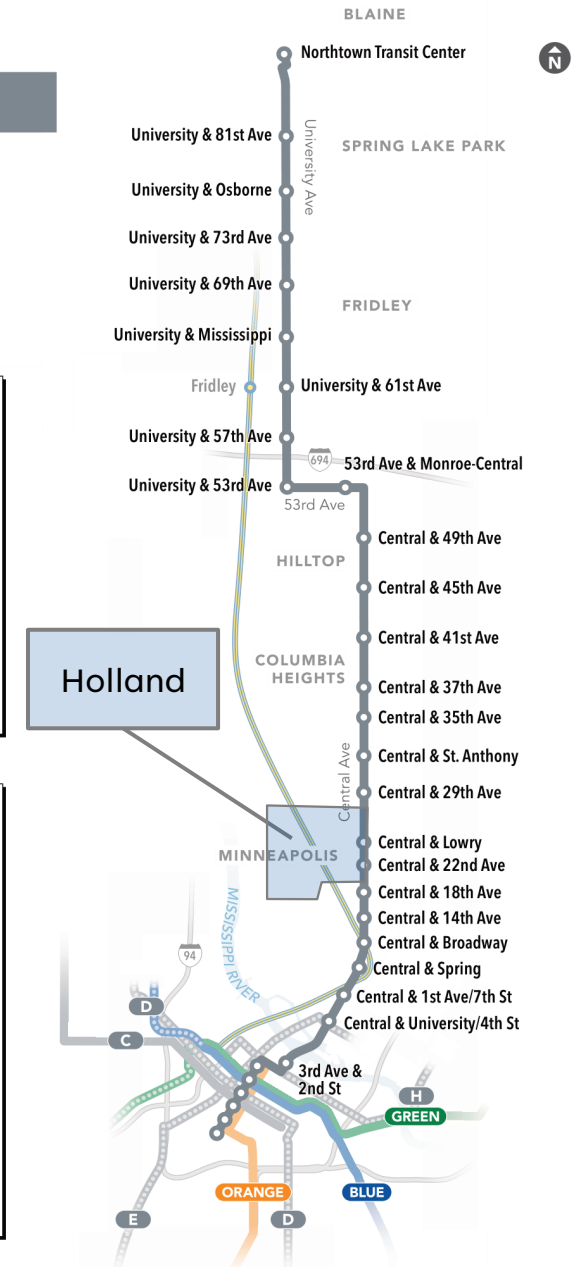 BLAINE
Northtown Transit Center
N
University & 81st Ave
University Ave
SPRING LAKE PARK
University & Osborne
University & 73rd Ave
University & 69th Ave
FRIDLEY
University & Mississippi
Fridley
University & 61st Ave
University & 57th Ave
694
53rd Ave & Monroe-Central
University & 53rd Ave
53rd Ave
Central & 49th Ave
HILLTOP
Central & 45th Ave
Holland
Central & 41st Ave
COLUMBIA
HEIGHTS
Central & 37th Ave
Central & 35th Ave
Central Ave
Central & St. Anthony
Central & 29th Ave
Central & Lowry
MINNEAPOLIS
Central & 22nd Ave
Central & 18th Ave
MISSISSIPPI RIVER
Central & 14th Ave
Central & Broadway
94
Central & Spring
Central & 1st Ave/7th St
D
Central & University/4th St
C
3rd Ave &
2nd St
H
GREEN
ORANGE
BLUE
E
D